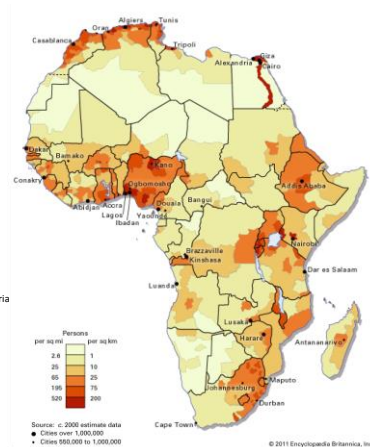 Algiers
Tunis
Oran
Casablanca
Tripoli
Alexandria
Giza
Cairo
Dakar
Bamako
Kano
Conakry
Ogbomosho
Addis Ababa
Abidjan
Accra
Lagos
Ibadan
Douala
Yaoundé
Bangui
Nairobi
Brazzaville
Kinshasa
Dar es Salaam
ria
Luanda
Lusaka
Harare
Antananarivo
Johannesburg
Maputo
Durban
Cape Town
Persons
per sq mi per sq km
2.6 1
25 10
65 25
195 75
520 200
Source: c. 2000 estimate data
Cities over 1,000,000
Cities 550,000 to 1,000,000
© 2011 Encyclopædia Britannica, Inc